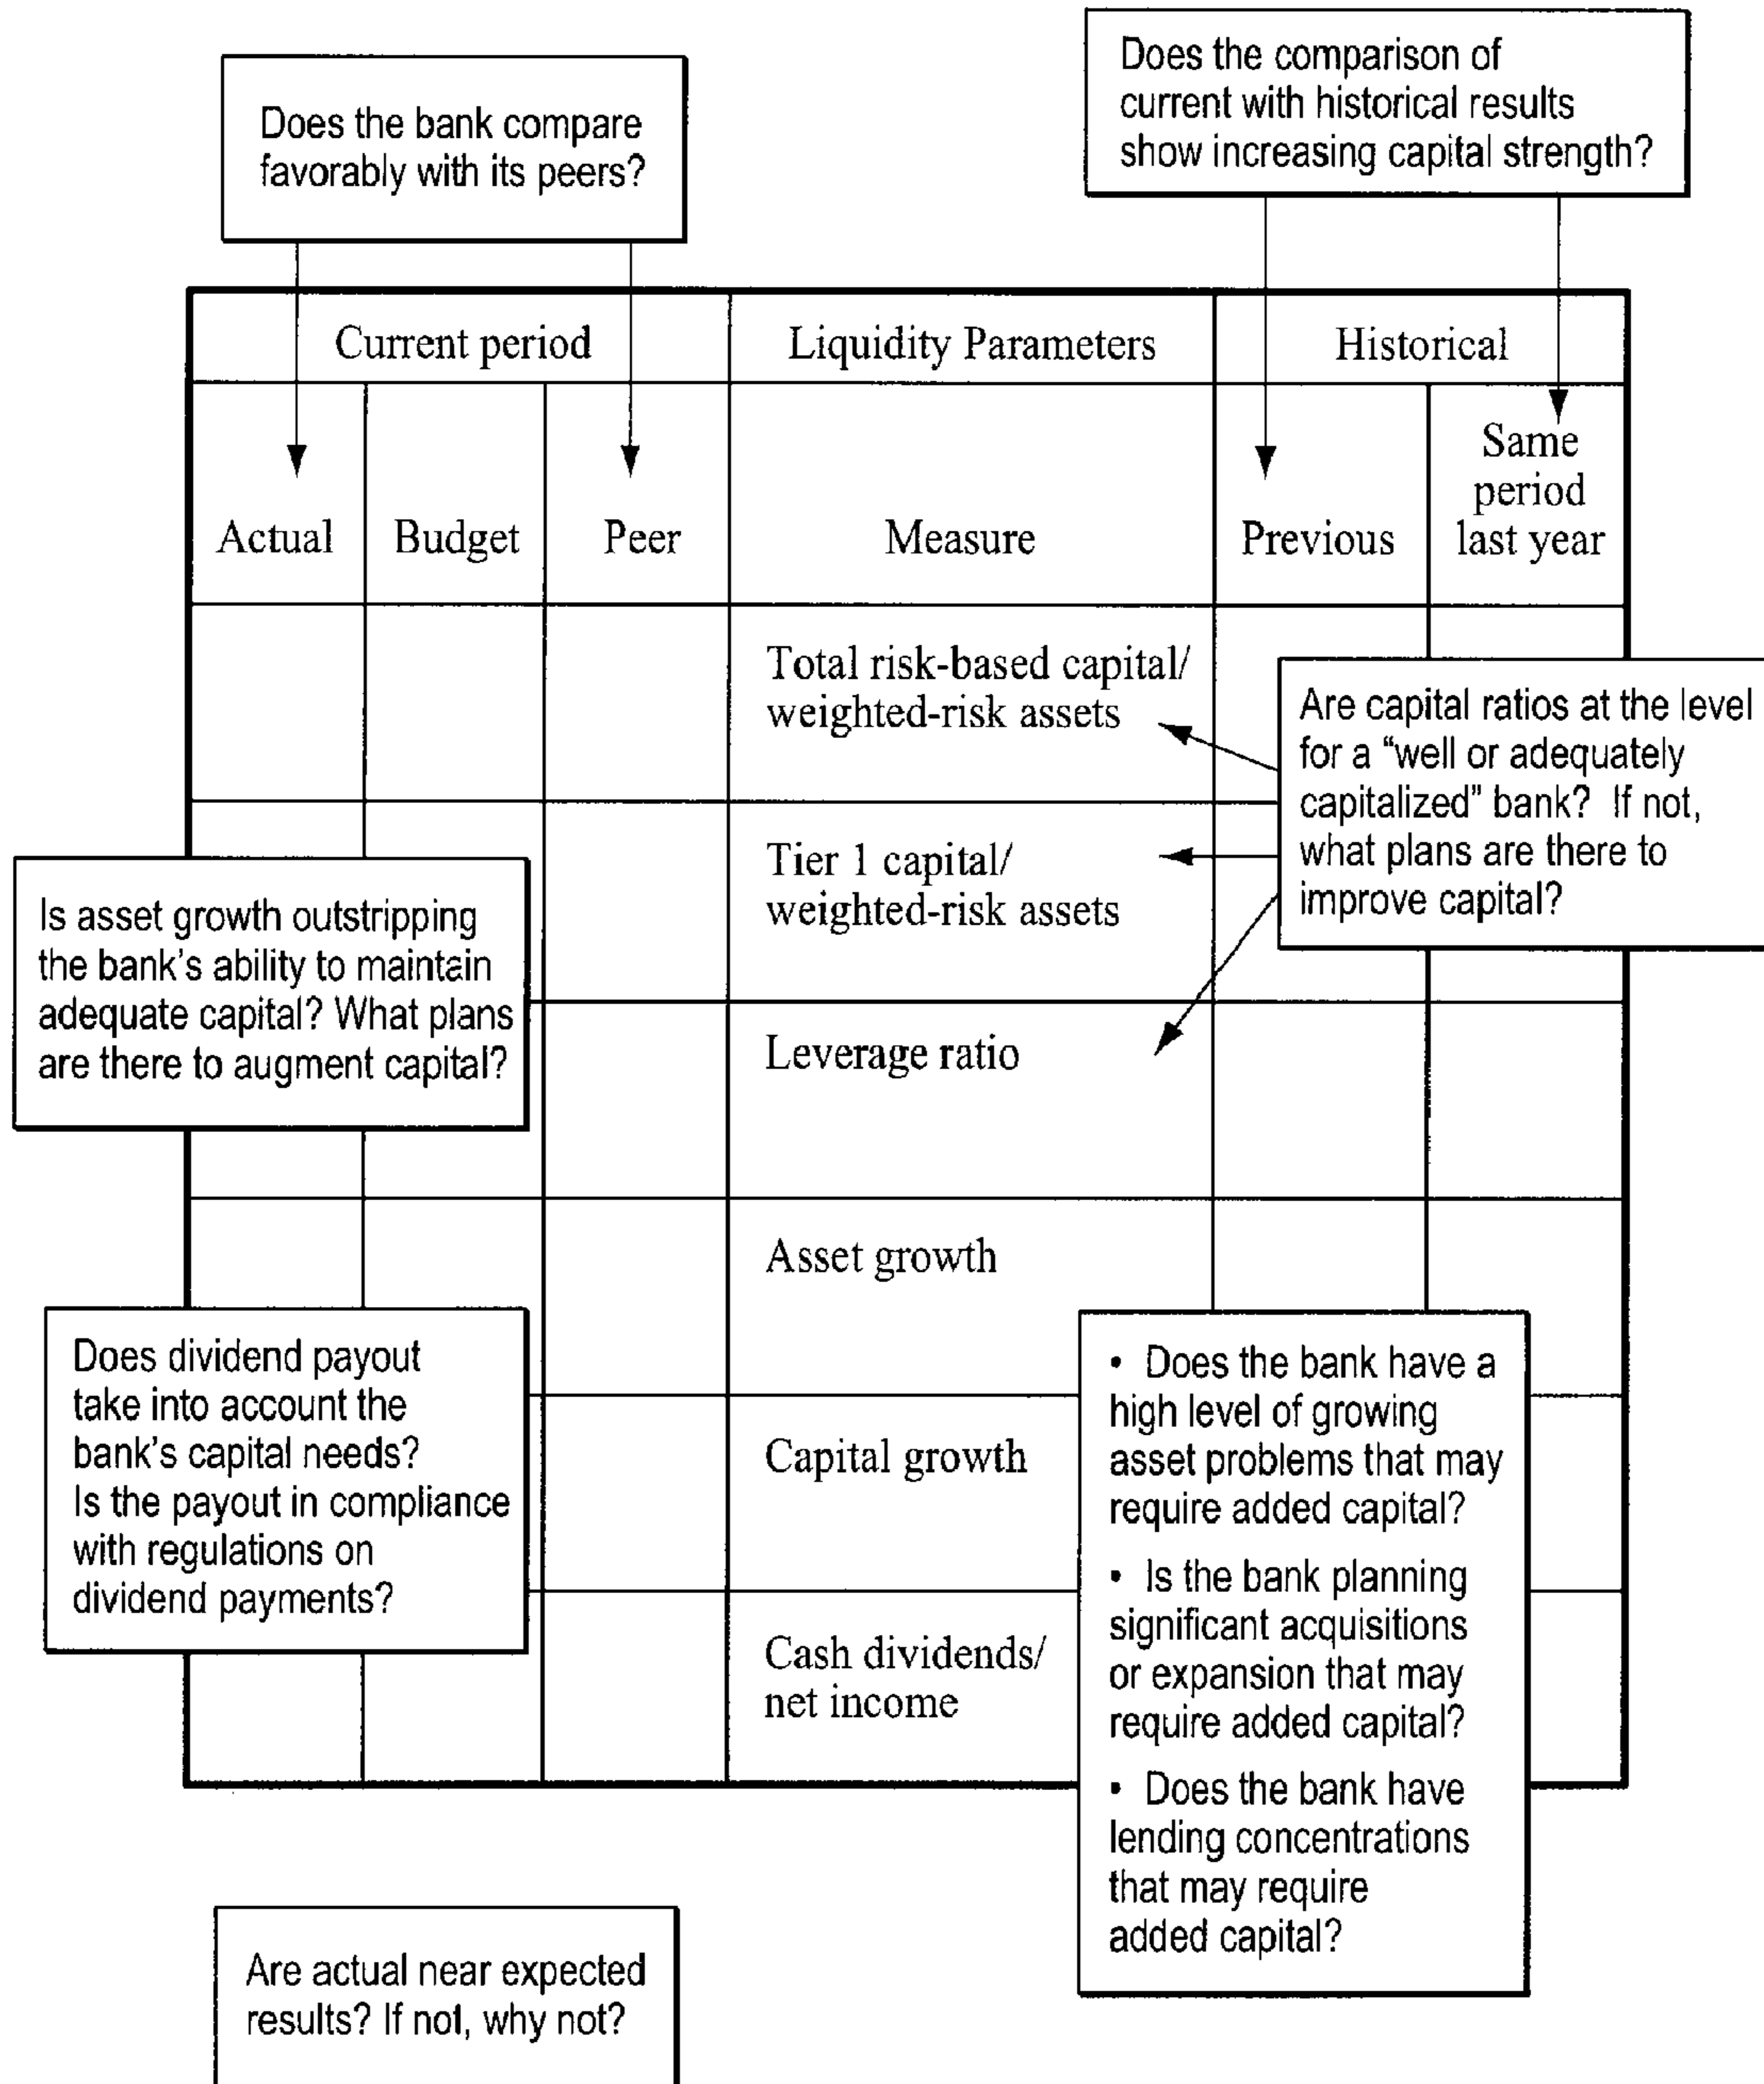 Does the bank compare
favorably with its peers?
Does the comparison of
current with historical results
show increasing capital strength?
Current period
Liquidity Parameters
Historical
Actual
Budget
Peer
Measure
Previous
Same
period
last year
Total risk-based capital/
weighted-risk assets
Are capital ratios at the level
for a “well or adequately
capitalized” bank? If not,
what plans are there to
improve capital?
Tier 1 capital/
weighted-risk assets
Is asset growth outstripping
the bank’s ability to maintain
adequate capital? What plans
are there to augment capital?
Leverage ratio
Asset growth
Does dividend payout
take into account the
bank’s capital needs?
Is the payout in compliance
with regulations on
dividend payments?
Capital growth
Cash dividends/
net income
• Does the bank have a
high level of growing
asset problems that may
require added capital?
• Is the bank planning
significant acquisitions
or expansion that may
require added capital?
• Does the bank have
lending concentrations
that may require
added capital?
Are actual near expected
results? If not, why not?